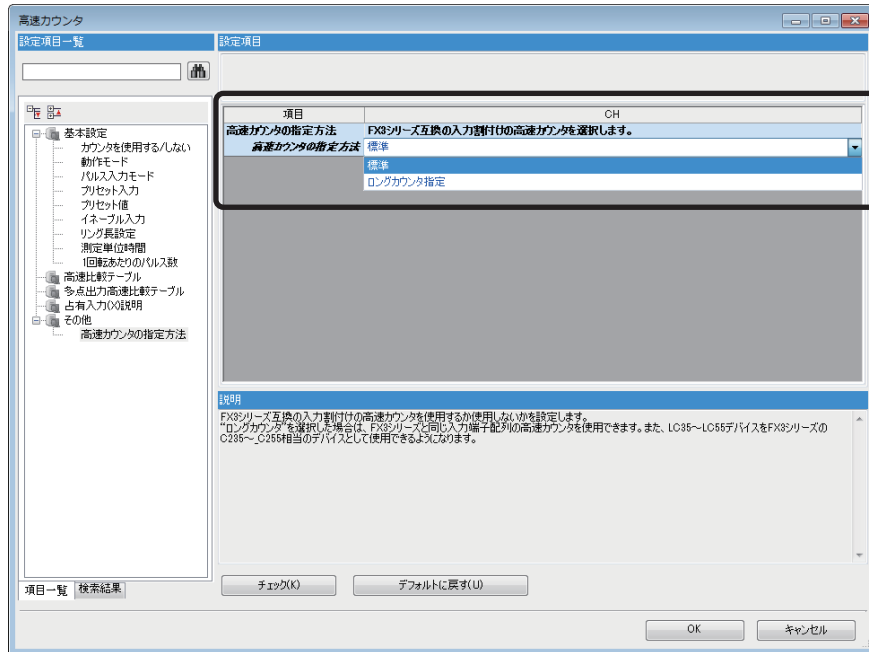 高速カウンタ
設定項目一覧
設定項目
項目 CH
高速カウンタの指定方法 FX3シリーズ互換の入力割付けの高速カウンタを選択します。
高速カウンタの指定方法 標準
標準
ロングカウンタ指定
基本設定
カウンタを使用する/しない
動作モード
パルス入力モード
プリセット入力
プリセット値
イネーブル入力
リング長設定
測定単位時間
1回転あたりのパルス数
高速比較テーブル
多点出力高速比較テーブル
占有入力(X)説明
その他
高速カウンタの指定方法
説明
FX3シリーズ互換の入力割付けの高速カウンタを使用するか使用しないかを設定します。
"ロングカウンタ"を選択した場合は、FX3シリーズと同じ入力端子配列の高速カウンタを使用できます。また、LC35～LC55デバイスをFX3シリーズの
C235～_C255相当のデバイスとして使用できるようになります。
項目一覧 検索結果
チェック(K) デフォルトに戻す(U)
OK キャンセル